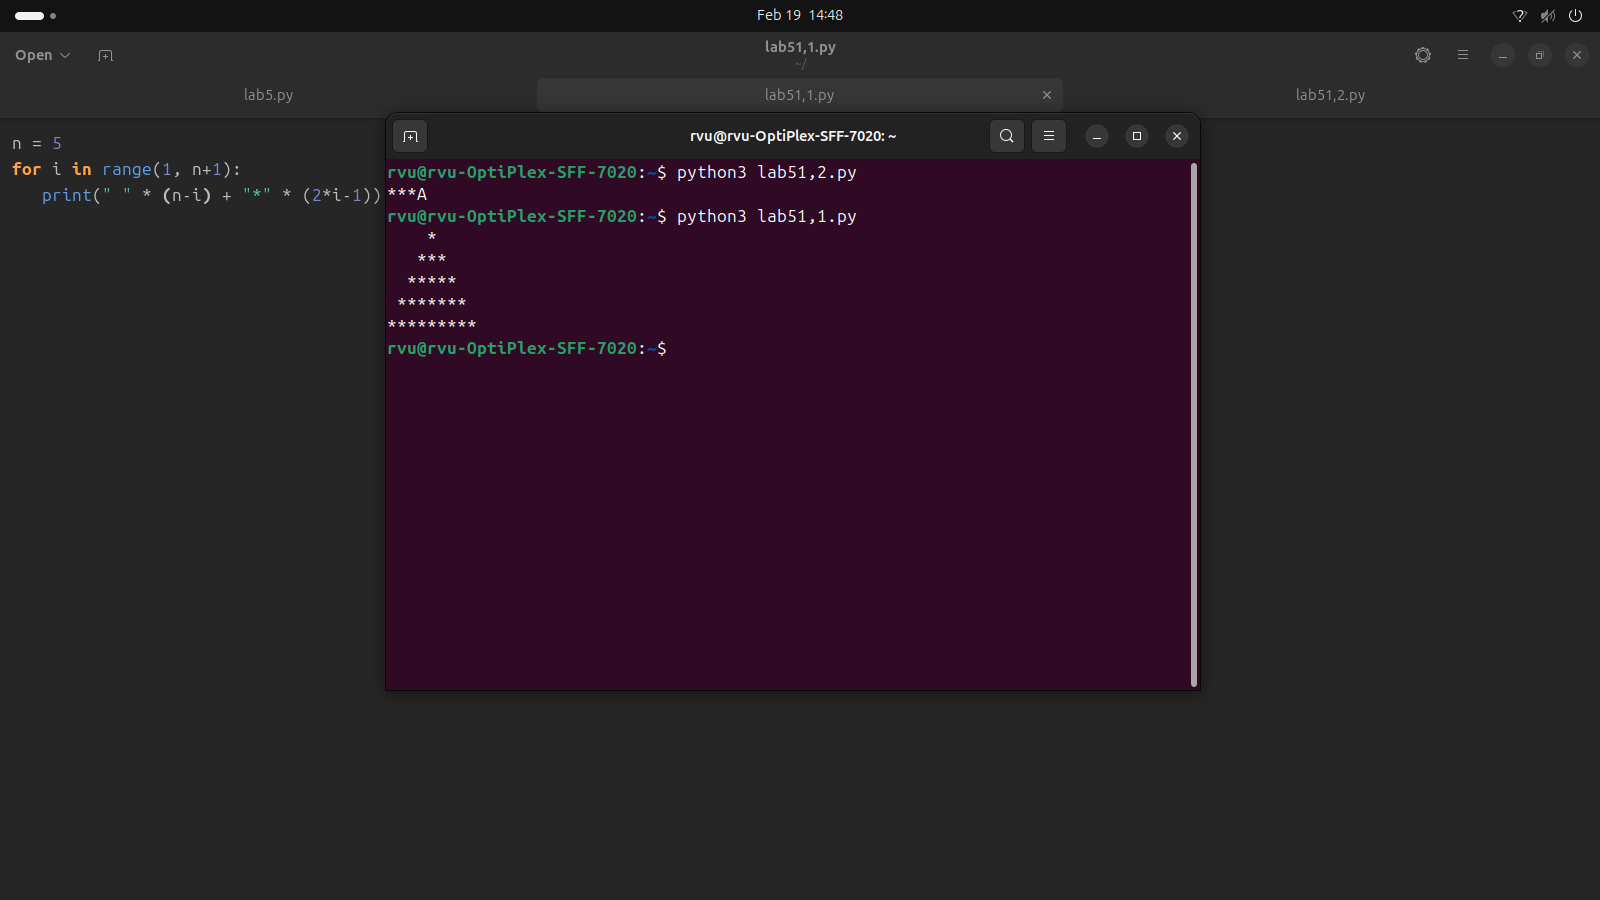 Feb 19 14:48
Open
lab51,1.py
~/
lab5.py
lab51,1.py
lab51,2.py
n = 5
for i in range(1, n+1):
   print(" " * (n-i) + "*" * (2*i-1))
rvu@rvu-OptiPlex-SFF-7020: ~
rvu@rvu-OptiPlex-SFF-7020:~$ python3 lab51,2.py
***A
rvu@rvu-OptiPlex-SFF-7020:~$ python3 lab51,1.py
    *
   ***
  *****
 *******
*********
rvu@rvu-OptiPlex-SFF-7020:~$